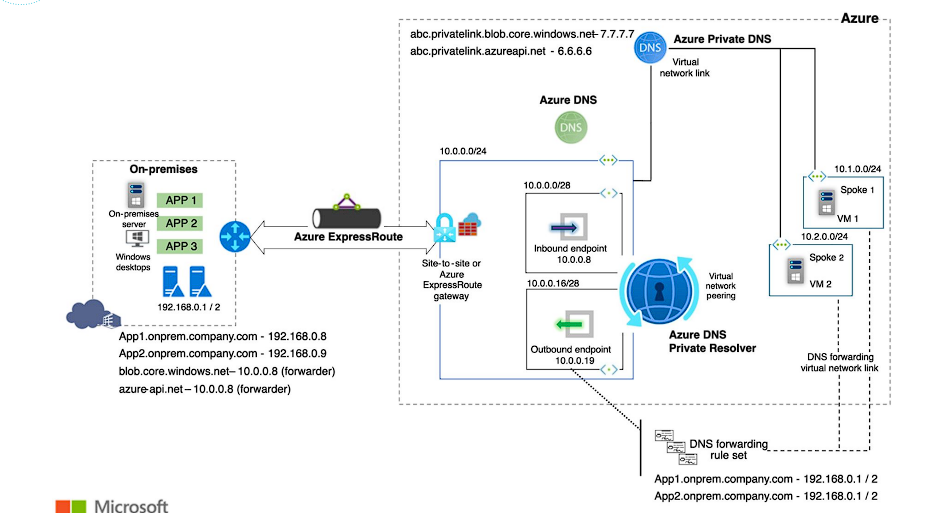 Azure
abc.privatelink.blob.core.windows.net- 7.7.7.7
abc.privatelink.azureapi.net - 6.6.6.6
DNS
Azure Private DNS
Virtual
network link
Azure DNS
DNS
10.0.0.0/24
On-premises
On-premises
server
Windows
desktops
APP 1
APP 2
APP 3
192.168.0.1 / 2
Azure ExpressRoute
Site-to-site or
Azure
ExpressRoute
gateway
10.0.0.0/28
Inbound endpoint
10.0.0.8
10.0.0.16/28
Outbound endpoint
10.0.0.19
Virtual
network
peering
Azure DNS
Private Resolver
10.1.0.0/24
Spoke 1
VM 1
10.2.0.0/24
Spoke 2
VM 2
App1.onprem.company.com - 192.168.0.8
App2.onprem.company.com - 192.168.0.9
blob.core.windows.net– 10.0.0.8 (forwarder)
azure-api.net – 10.0.0.8 (forwarder)
DNS forwarding
virtual network link
DNS forwarding
rule set
App1.onprem.company.com - 192.168.0.1 / 2
App2.onprem.company.com - 192.168.0.1 / 2
Microsoft